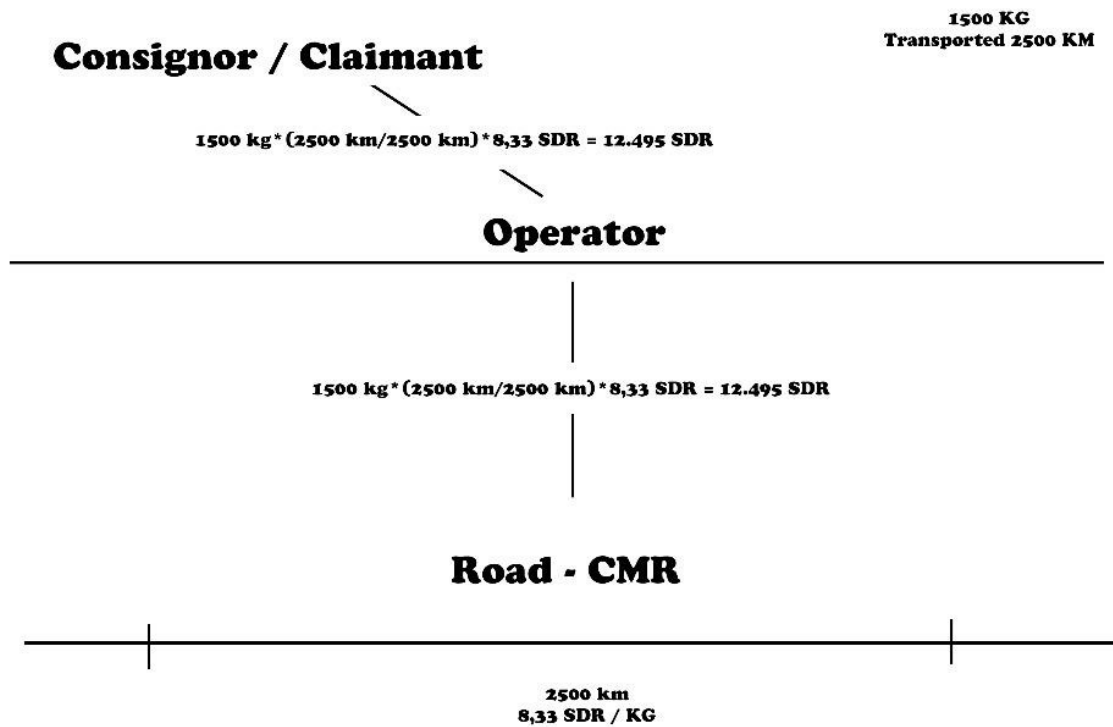 1500 KG
Transported 2500 KM
Consignor / Claimant
1500 kg*(2500 km/2500 km)*8,33 SDR = 12.495 SDR
Operator
1500 kg*(2500 km/2500 km)*8,33 SDR = 12.495 SDR
Road - CMR
2500 km
8,33 SDR / KG